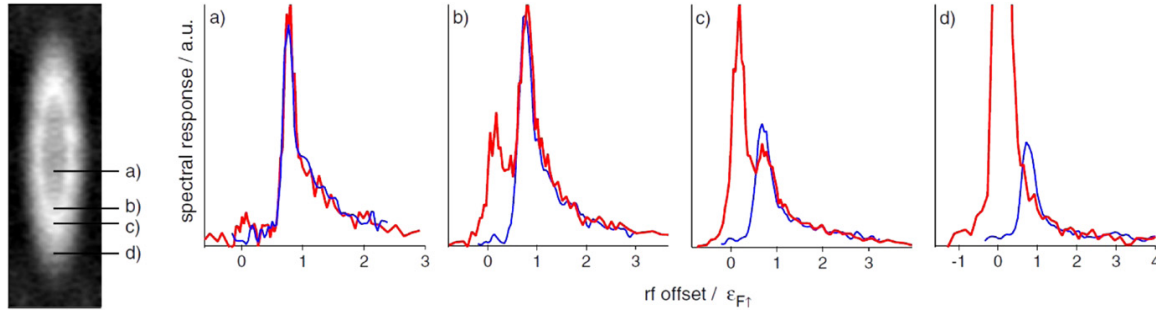 a)
b)
c)
d)
spectral response / a.u.
a)
0 1 2 3
b)
0 1 2 3
c)
0 1 2 3
d)
-1 0 1 2 3 4
rf offset / εF↑